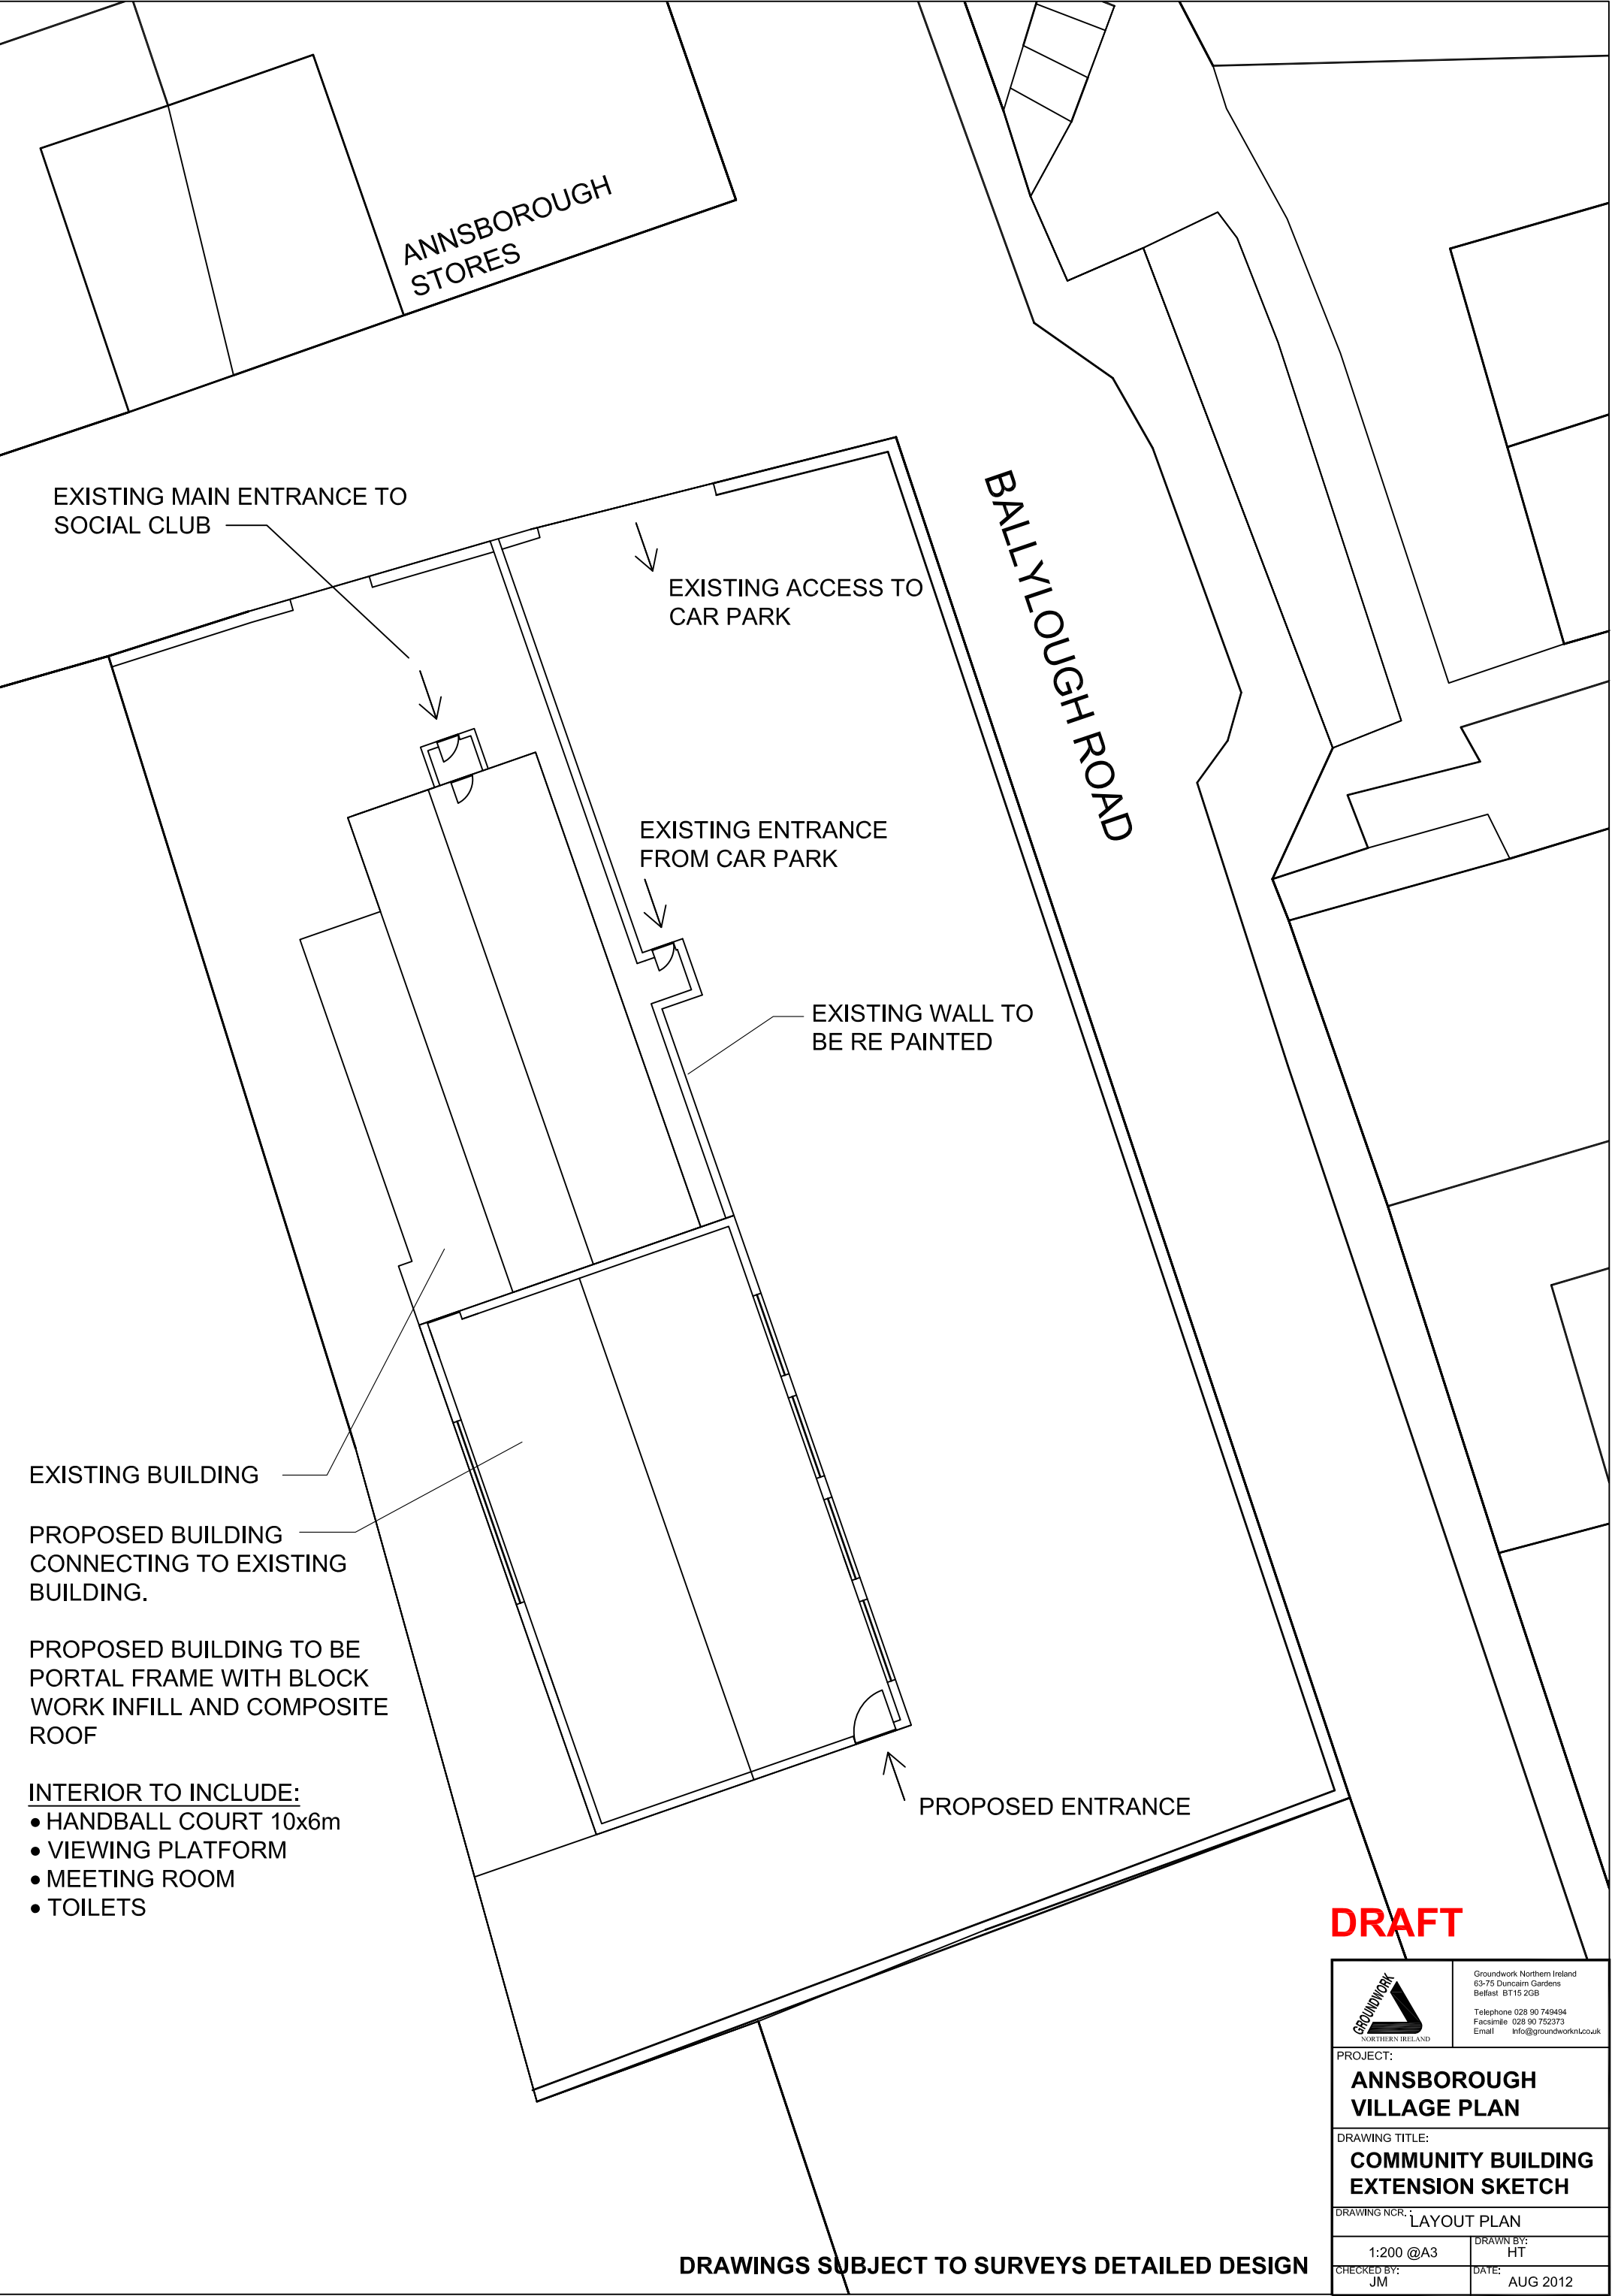 ANNSBOROUGH
STORES
EXISTING MAIN ENTRANCE TO
SOCIAL CLUB
EXISTING ACCESS TO
CAR PARK
BALLYLOUGH ROAD
EXISTING ENTRANCE
FROM CAR PARK
EXISTING WALL TO
BE RE PAINTED
EXISTING BUILDING
PROPOSED BUILDING
CONNECTING TO EXISTING
BUILDING.
PROPOSED BUILDING TO BE
PORTAL FRAME WITH BLOCK
WORK INFILL AND COMPOSITE
ROOF
INTERIOR TO INCLUDE:
• HANDBALL COURT 10x6m
• VIEWING PLATFORM
• MEETING ROOM
• TOILETS
PROPOSED ENTRANCE
DRAFT
GROUNDWORK
NORTHERN IRELAND
Groundwork Northern Ireland
63-75 Duncairn Gardens
Belfast BT15 2GB
Telephone 028 90 749494
Facsimile 028 90 752373
Email info@groundworkni.co.uk
PROJECT:
ANNSBOROUGH
VILLAGE PLAN
DRAWING TITLE:
COMMUNITY BUILDING
EXTENSION SKETCH
DRAWING NCR. :
LAYOUT PLAN
1:200 @A3
DRAWN BY:
HT
CHECKED BY:
JM
DATE:
AUG 2012
DRAWINGS SUBJECT TO SURVEYS DETAILED DESIGN